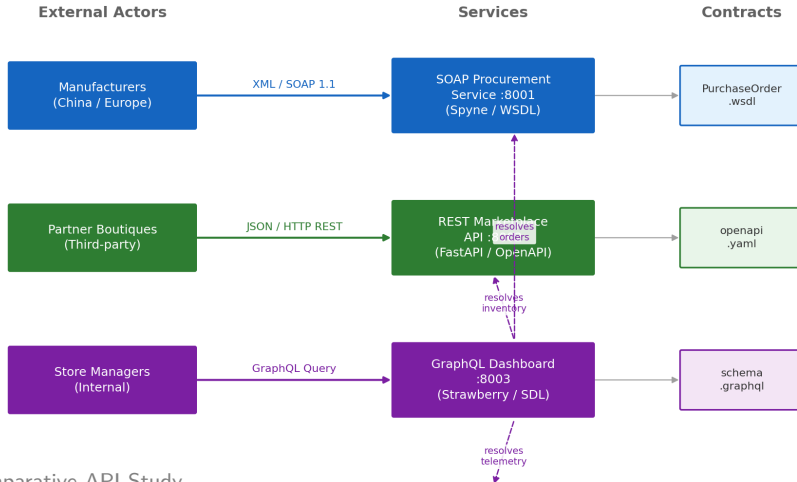 External Actors
Services
Contracts
Manufacturers
(China / Europe)
XML / SOAP 1.1
SOAP Procurement
Service :8001
(Spyne / WSDL)
PurchaseOrder
.wsdl
Partner Boutiques
(Third-party)
JSON / HTTP REST
REST Marketplace
API :
(FastAPI / OpenAPI)
resolves
orders
openapi
.yaml
resolves
inventory
Store Managers
(Internal)
GraphQL Query
GraphQL Dashboard
:8003
(Strawberry / SDL)
schema
.graphql
resolves
telemetry
API Study